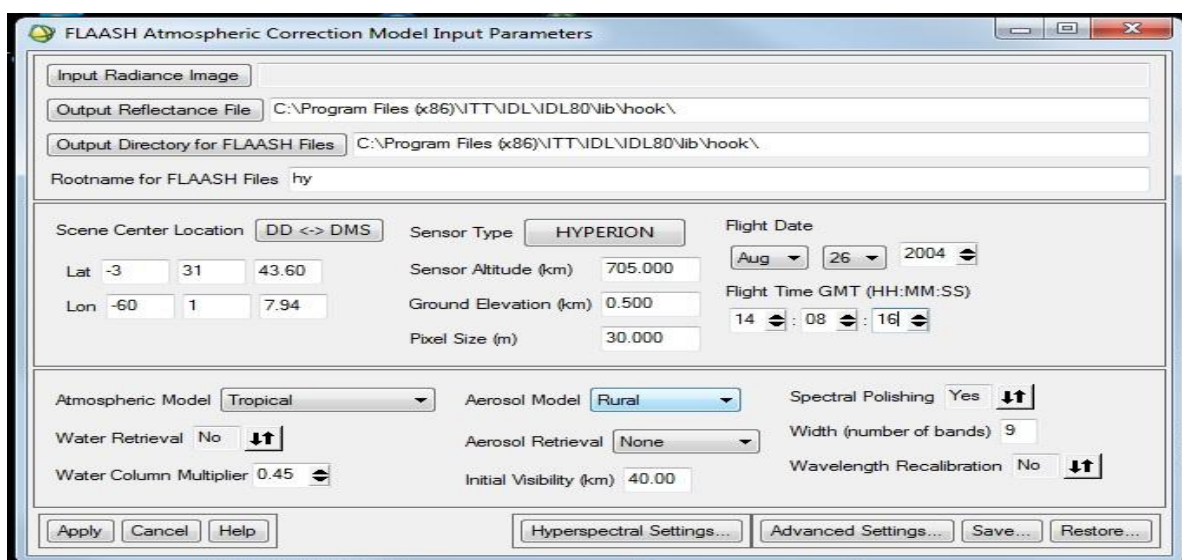 FLAASH Atmospheric Correction Model Input Parameters
Input Radiance Image
Output Reflectance File C:\Program Files (x86)\ITT\IDL\IDL80\lib\hook\
Output Directory for FLAASH Files C:\Program Files (x86)\ITT\IDL\IDL80\lib\hook\
Rootname for FLAASH Files hy
Scene Center Location DD <-> DMS
Lat -3 31 43.60
Lon -60 1 7.94
Sensor Type HYPERION
Sensor Altitude (km) 705.000
Ground Elevation (km) 0.500
Pixel Size (m) 30.000
Flight Date
Aug 26 2004
Flight Time GMT (HH:MM:SS)
14 : 08 : 16
Atmospheric Model Tropical
Water Retrieval No
Water Column Multiplier 0.45
Aerosol Model Rural
Aerosol Retrieval None
Initial Visibility (km) 40.00
Spectral Polishing Yes
Width (number of bands) 9
Wavelength Recalibration No
Apply Cancel Help Hyperspectral Settings... Advanced Settings... Save... Restore...